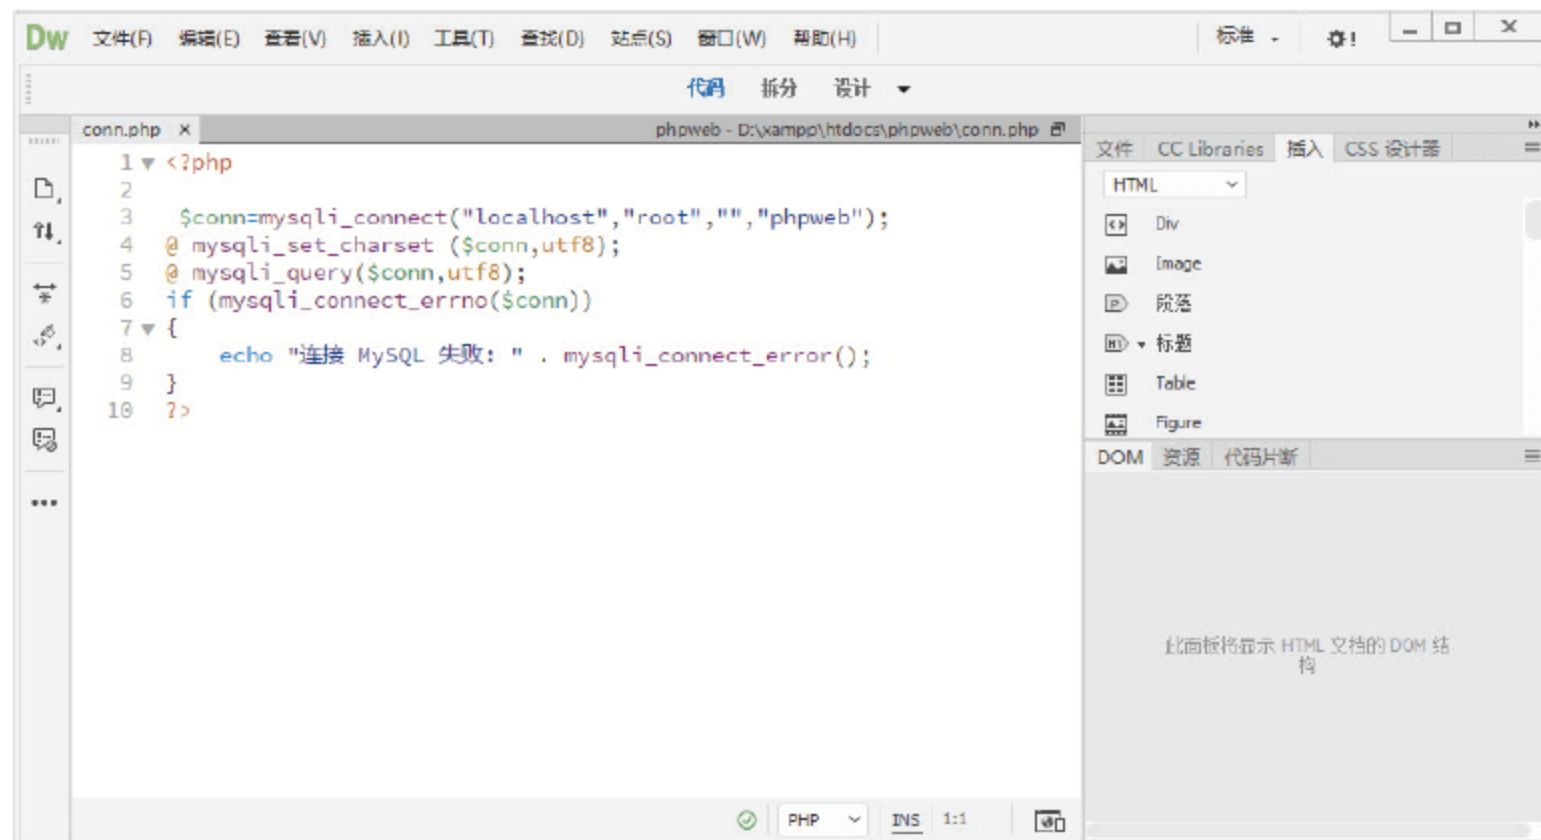 Dw 文件(F) 编辑(E) 查看(V) 插入(I) 工具(T) 查找(D) 站点(S) 窗口(W) 帮助(H) 标准
代码 拆分 设计
conn.php × phpweb - D:\xampp\htdocs\phpweb\conn.php
1 <?php
2
3 $conn=mysqli_connect("localhost","root","","phpweb");
4 @ mysqli_set_charset ($conn,utf8);
5 @ mysqli_query($conn,utf8);
6 if (mysqli_connect_errno($conn))
7 {
8 echo "连接 MySQL 失败: " . mysqli_connect_error();
9 }
10 ?>
文件 CC Libraries 插入 CSS 设计器
HTML
Div
Image
段落
标题
Table
Figure
DOM 资源 代码片断
此面板将显示 HTML 文档的 DOM 结
构
PHP INS 1:1